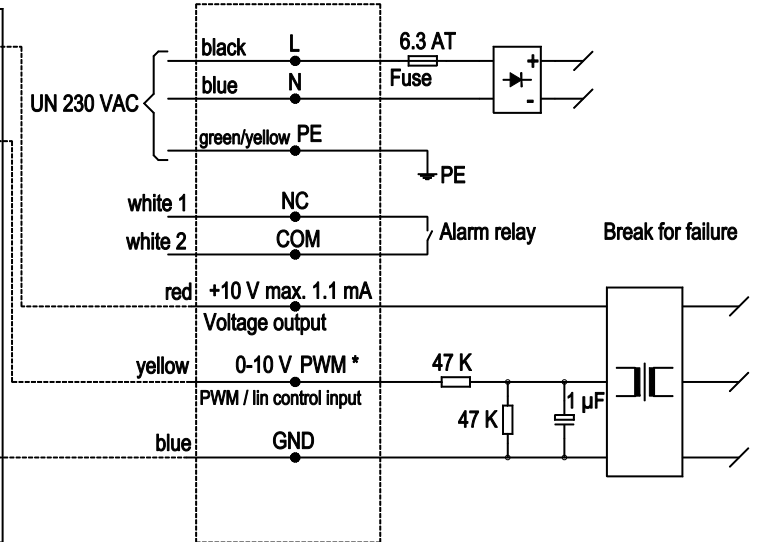 black L 6.3 AT
Fuse
+
blue N
-
UN 230 VAC
green/yellow PE
PE
white 1 NC
Alarm relay Break for failure
white 2 COM
red +10 V max. 1.1 mA
Voltage output
yellow 0-10 V PWM * 47 K
PWM / lin control input
47 K 1 µF
blue GND